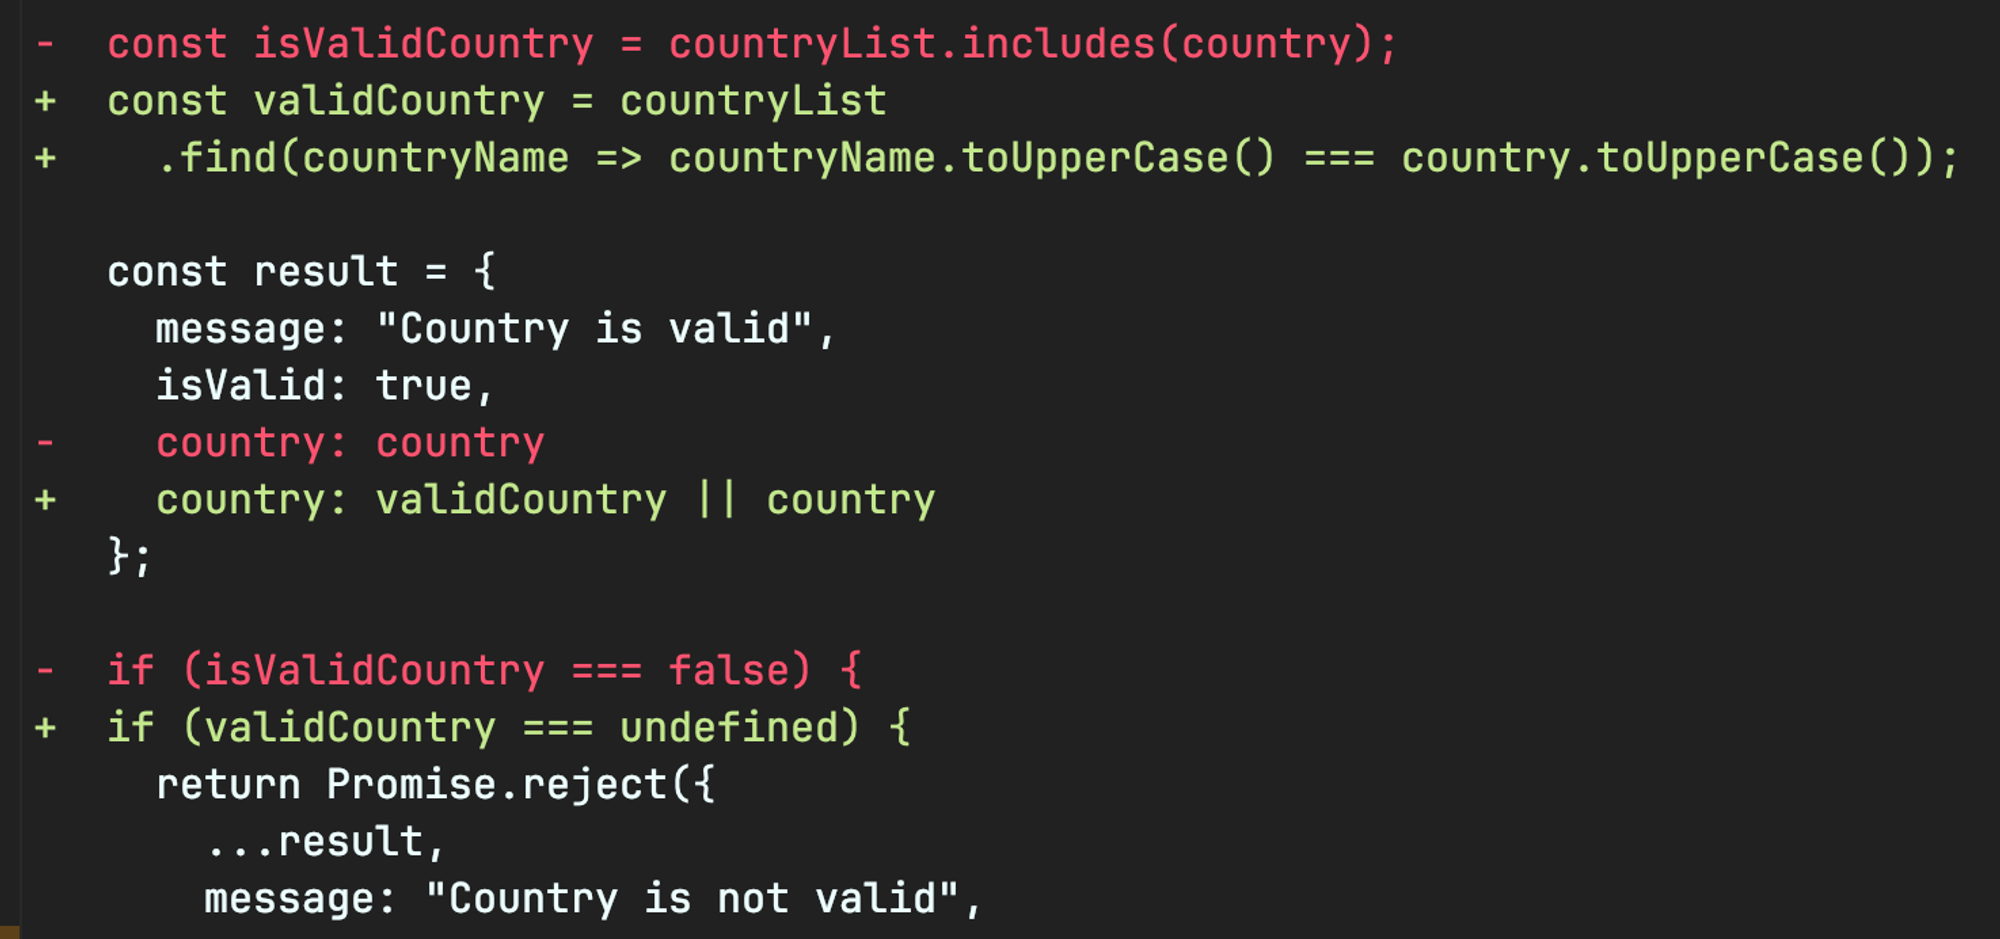 -  const isValidCountry = countryList.includes(country);
+  const validCountry = countryList
+    .find(countryName => countryName.toUpperCase() === country.toUpperCase());
   const result = {
     message: "Country is valid",
     isValid: true,
-    country: country
+    country: validCountry || country
   };
-  if (isValidCountry === false) {
+  if (validCountry === undefined) {
     return Promise.reject({
       ...result,
       message: "Country is not valid",